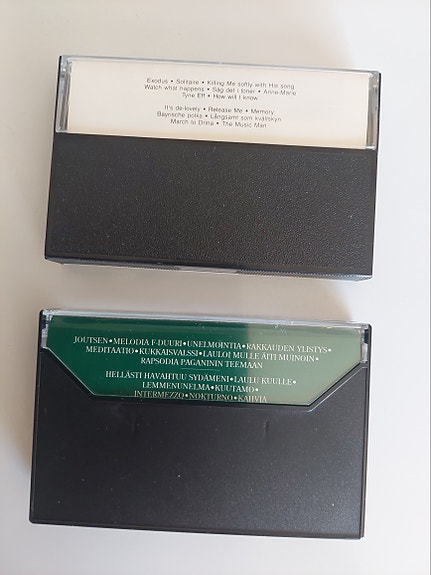 Exodus • Solitaire • Killing Me softly with His song
Watch what happens • Säg det i toner • Anne-Marie
Tyne Eff • How will I know
It's de-lovely • Release Me • Memory
Bayrische polka • Långsamt som kvällskyn
March to Drina • The Music Man
JOUTSEN•MELODIA F-DUURI•UNELMOINTIA•RAKKAUDEN YLISTYS•
MEDITAATIO•KUKKAISVALSSI•LAULOI MULLE ÄITI MUINOIN•
RAPSODIA PAGANININ TEEMAAN
HELLÄSTI HAVAHTUU SYDÄMENI•LAULU KUULLE•
LEMMENUNELMA•KUUTAMO•
INTERMEZZO•NOKTURNO•KAHVIA